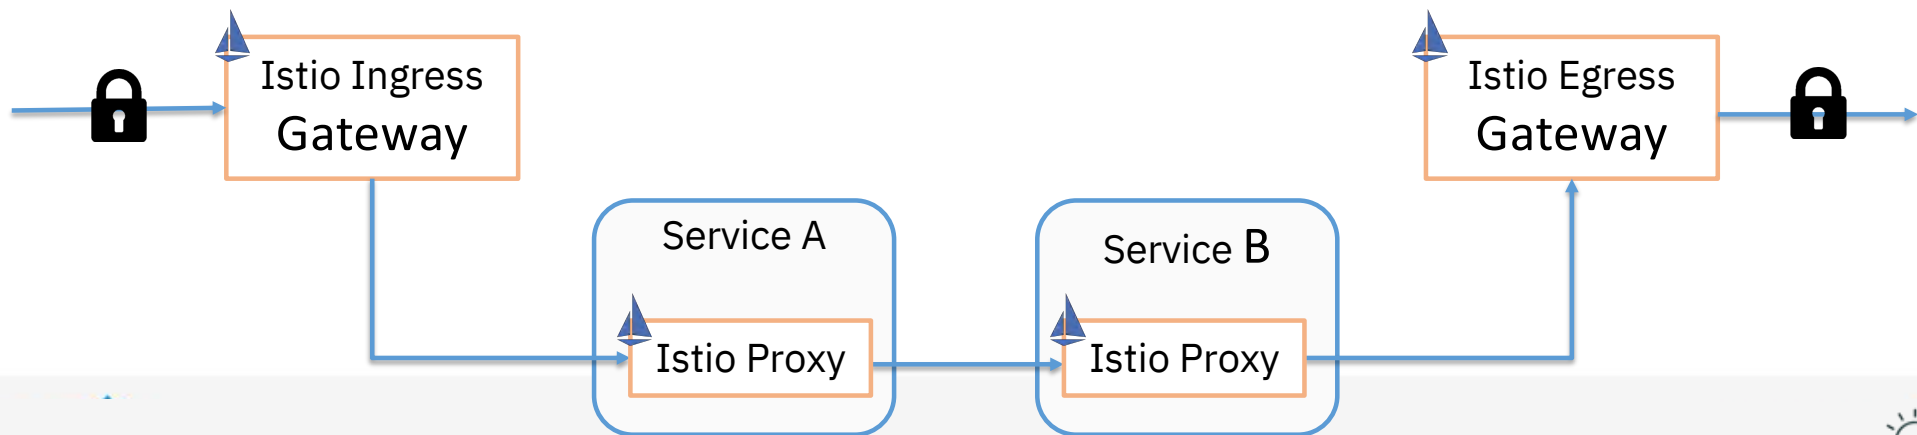 Istio Ingress
Gateway
Istio Egress
Gateway
Service A
Service B
Istio Proxy
Istio Proxy